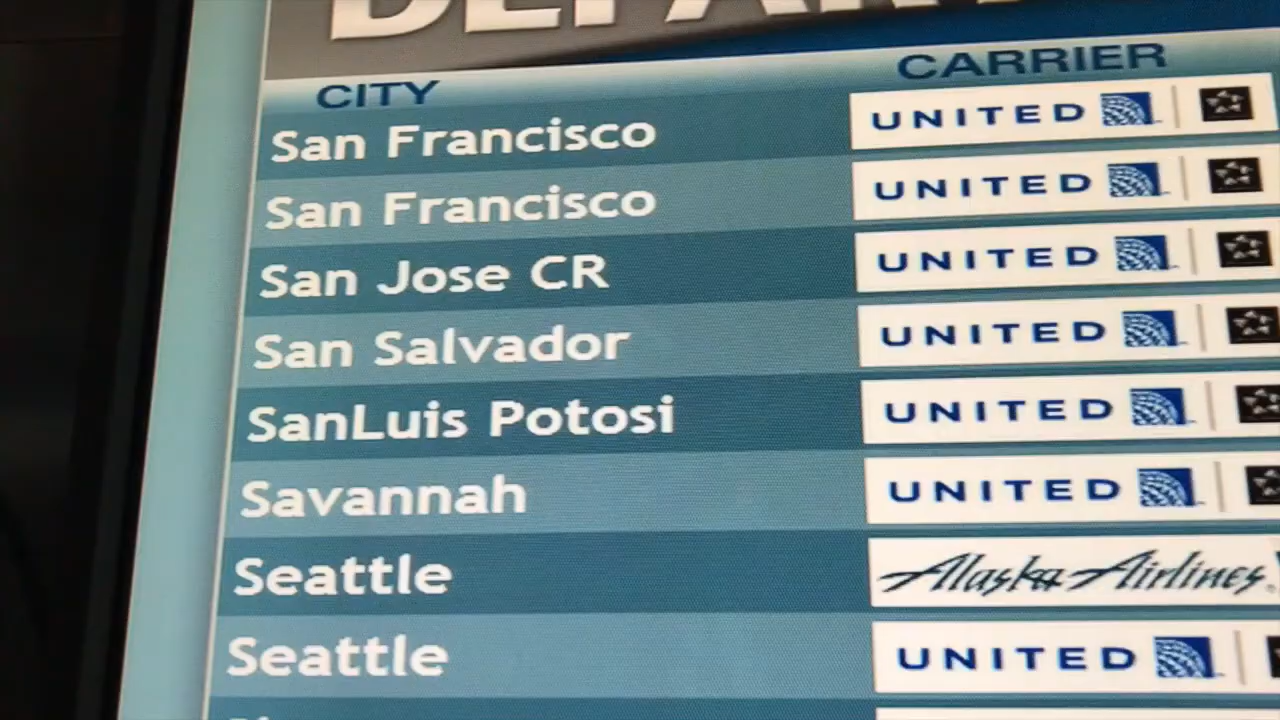 CITY CARRIER
San Francisco UNITED
San Francisco UNITED
San Jose CR UNITED
San Salvador UNITED
SanLuis Potosi UNITED
Savannah UNITED
Seattle Alaska Airlines
Seattle UNITED